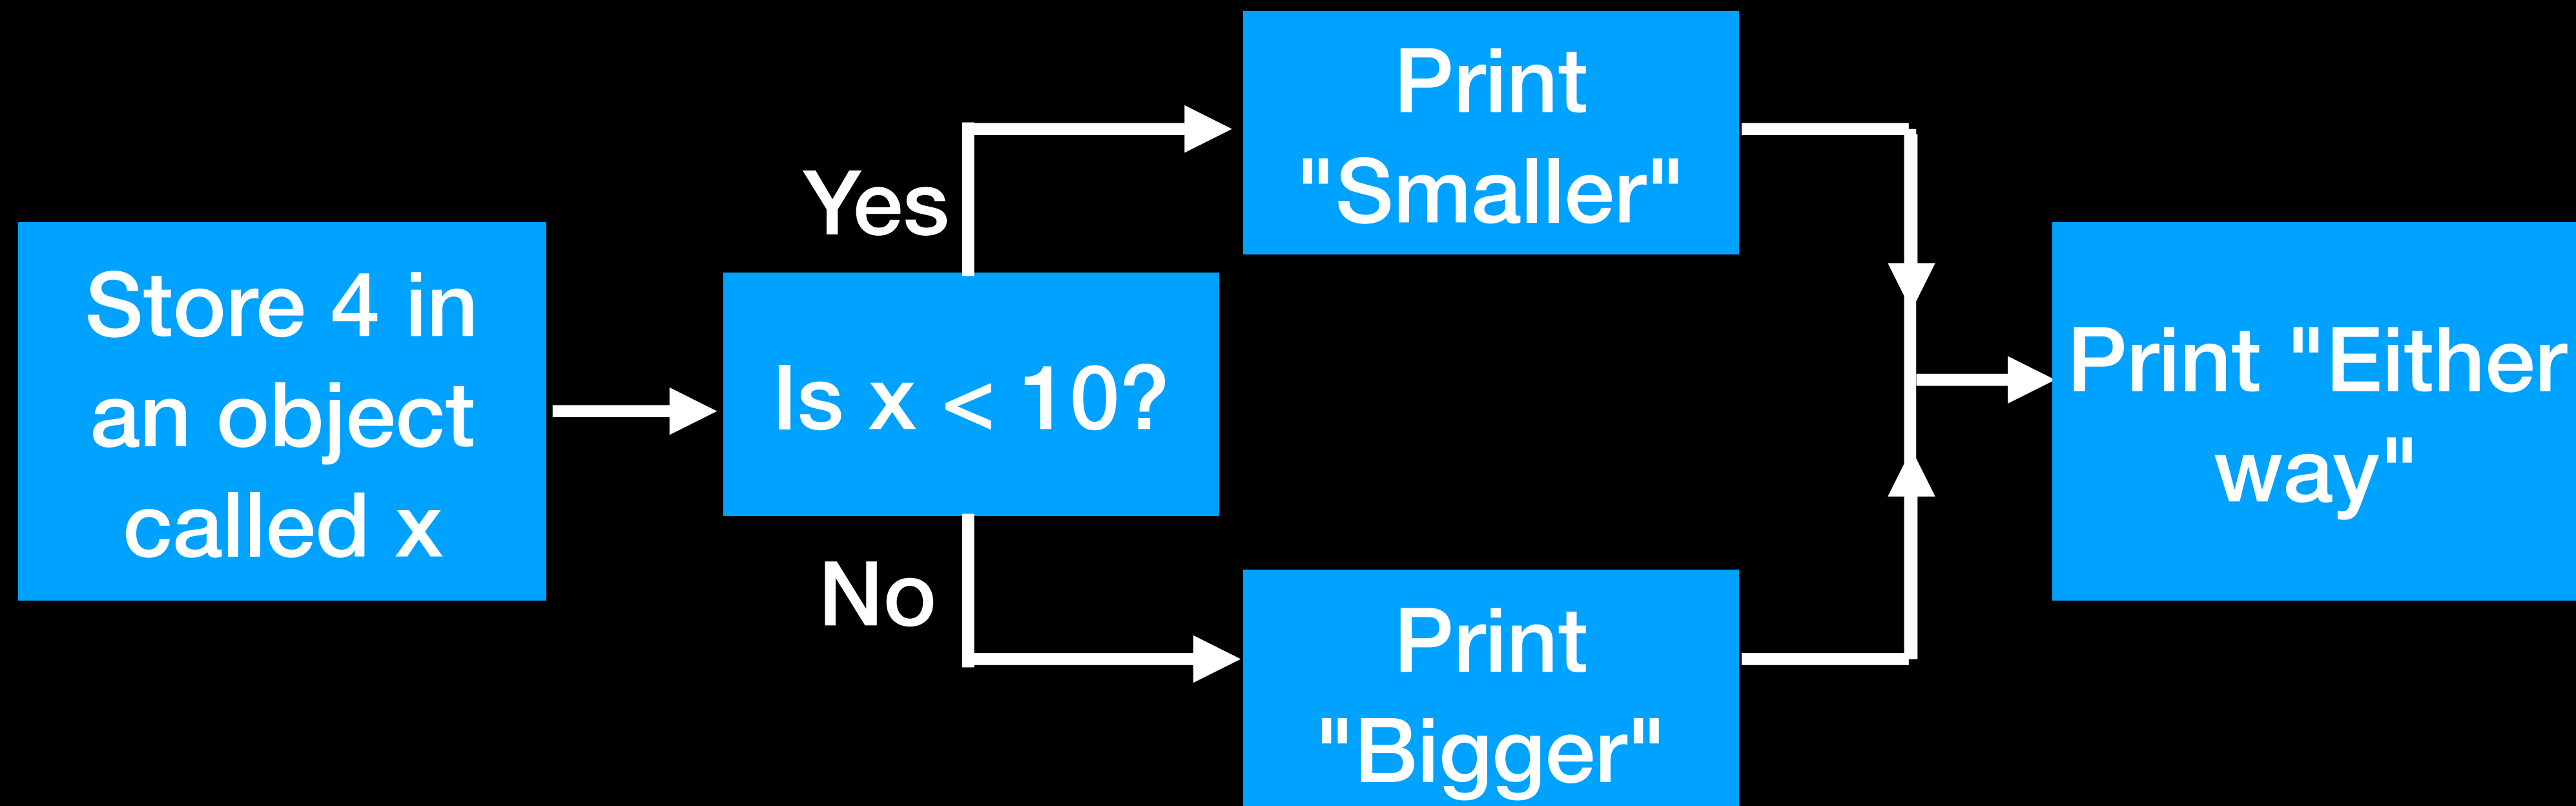 Store 4 in
an object
called x
Yes
Is x < 10?
No
Print
"Smaller"
Print
"Bigger"
Print "Either
way"